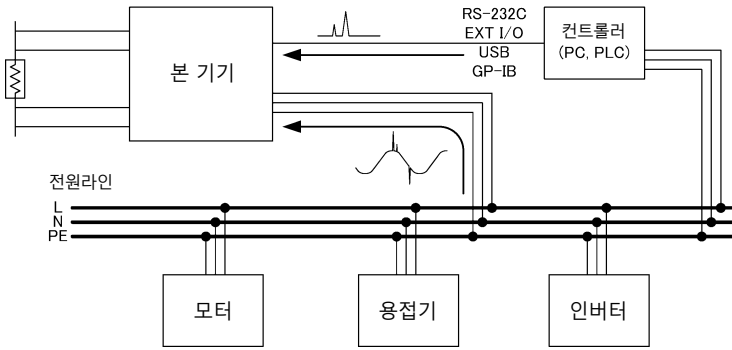 본 기기
RS-232C
EXT I/O
USB
GP-IB
컨트롤러
(PC, PLC)
전원라인
L
N
PE
모터
용접기
인버터